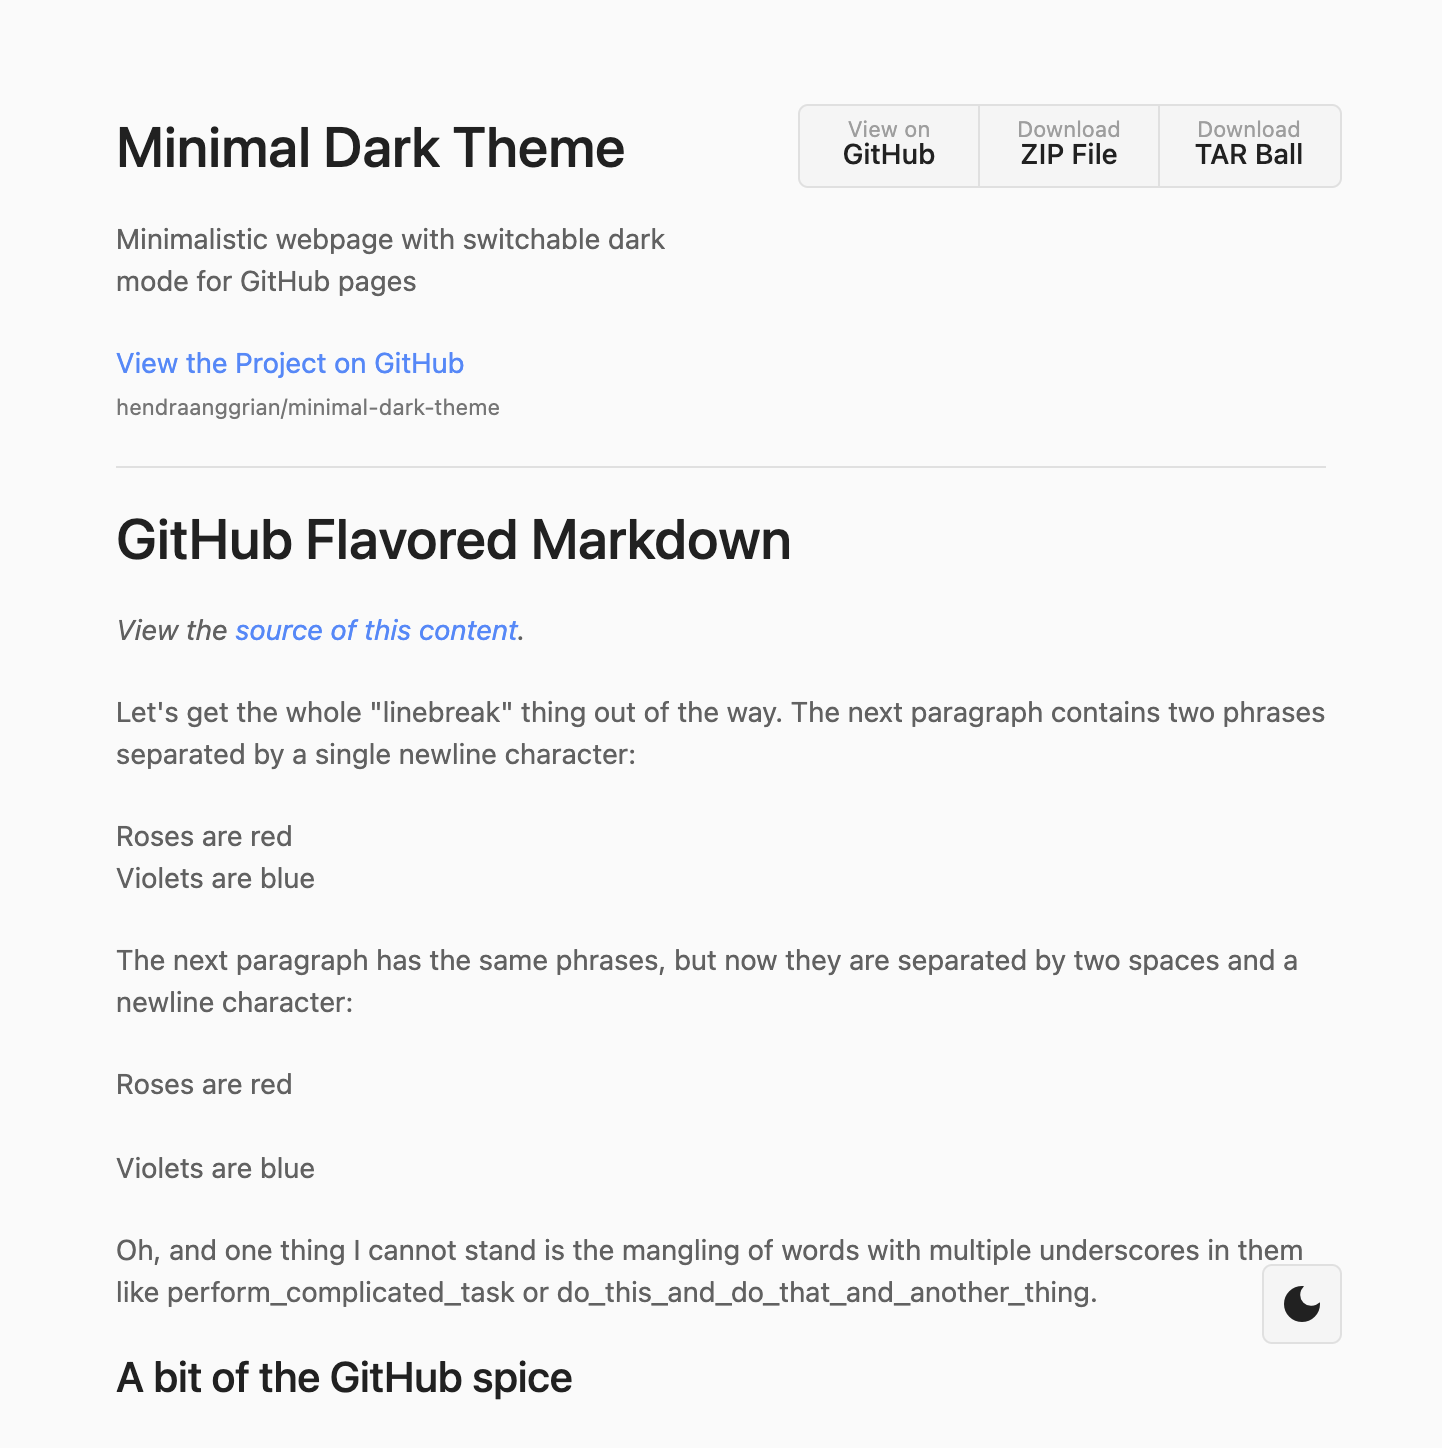 Minimal Dark Theme
View on
GitHub
Download
ZIP File
Download
TAR Ball
Minimalistic webpage with switchable dark
mode for GitHub pages
View the Project on GitHub
hendraanggrian/minimal-dark-theme
GitHub Flavored Markdown
View the source of this content.
Let's get the whole "linebreak" thing out of the way. The next paragraph contains two phrases
separated by a single newline character:
Roses are red
Violets are blue
The next paragraph has the same phrases, but now they are separated by two spaces and a
newline character:
Roses are red
Violets are blue
Oh, and one thing I cannot stand is the mangling of words with multiple underscores in them
like perform_complicated_task or do_this_and_do_that_and_another_thing.
A bit of the GitHub spice